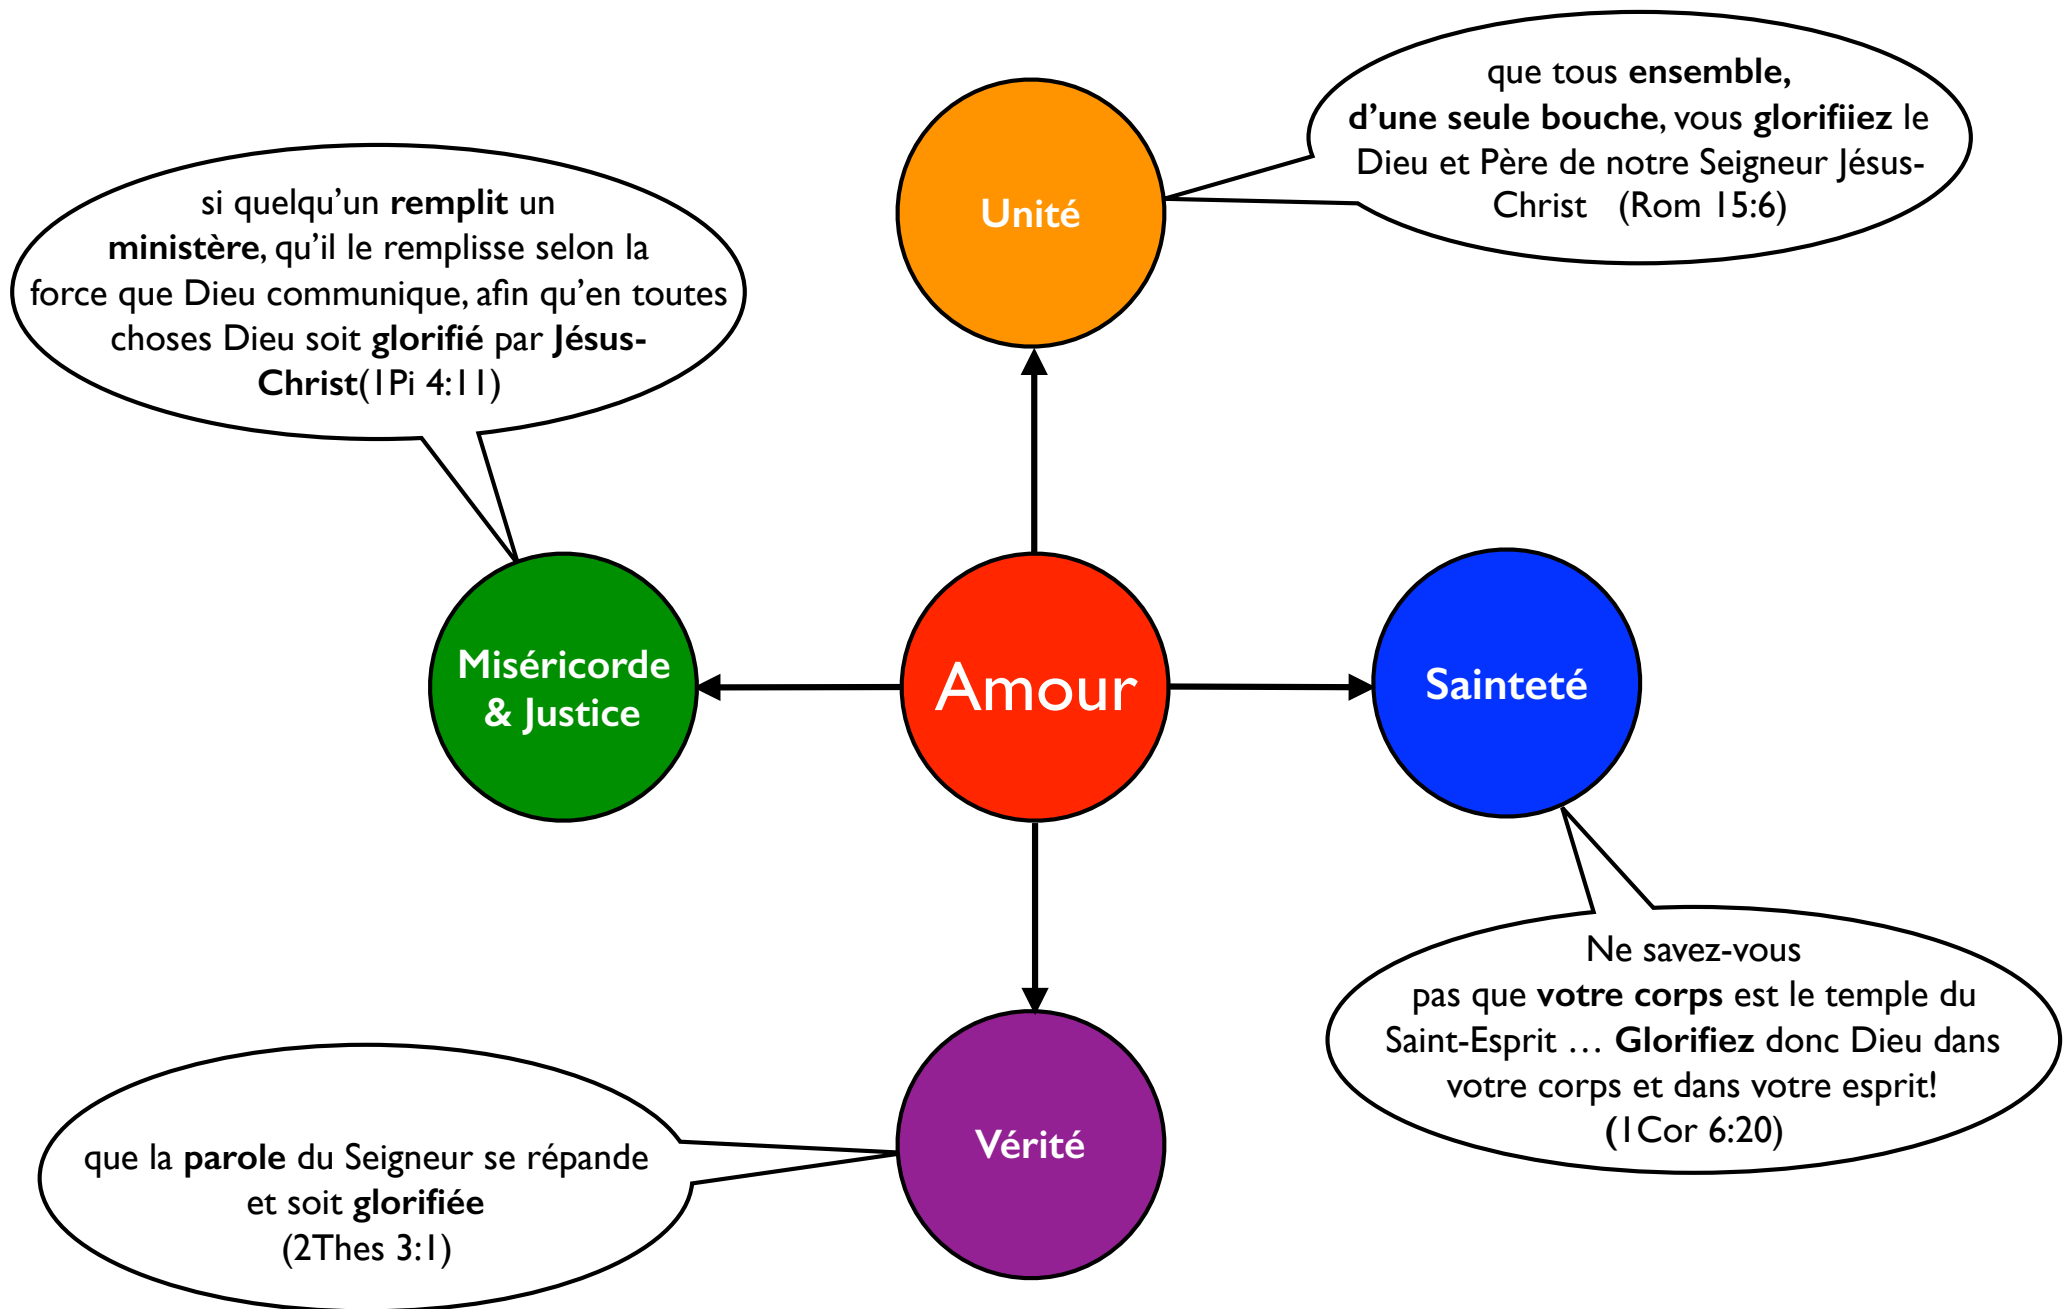 que tous ensemble,
d’une seule bouche, vous glorifiiez le
Dieu et Père de notre Seigneur Jésus-
Christ   (Rom 15:6)
Unité
si quelqu’un remplit un
ministère, qu’il le remplisse selon la
force que Dieu communique, afin qu’en toutes
choses Dieu soit glorifié par Jésus-
Christ(1Pi 4:11)
Miséricorde
& Justice
Amour
Sainteté
Ne savez-vous
pas que votre corps est le temple du
Saint-Esprit … Glorifiez donc Dieu dans
votre corps et dans votre esprit!
(1Cor 6:20)
Vérité
que la parole du Seigneur se répande
et soit glorifiée
(2Thes 3:1)